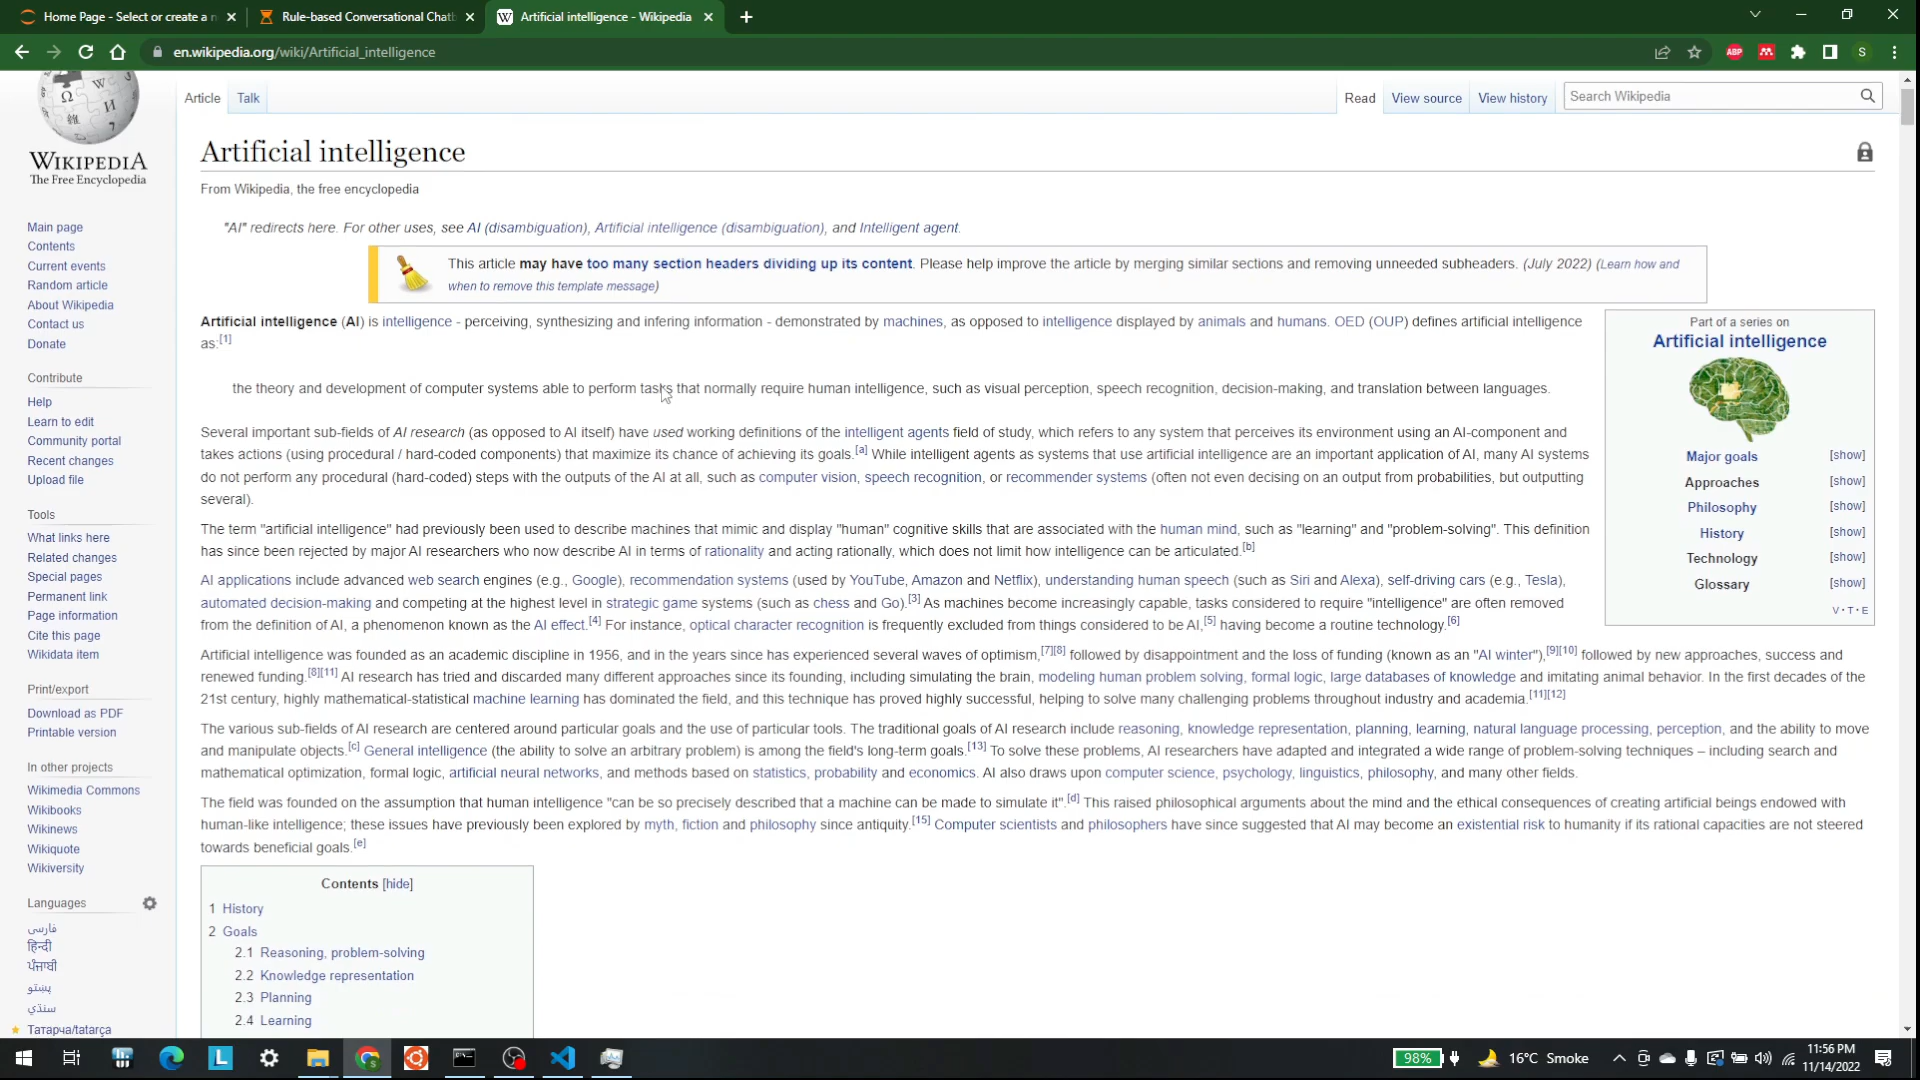 Home Page - Select or create a n
Rule-based Conversational Chatb
Artificial intelligence - Wikipedia
en.wikipedia.org/wiki/Artificial_intelligence
ABP
S
WIKIPEDIA
The Free Encyclopedia
Main page
Contents
Current events
Random article
About Wikipedia
Contact us
Donate
Contribute
Help
Learn to edit
Community portal
Recent changes
Upload file
Tools
What links here
Related changes
Special pages
Permanent link
Page information
Cite this page
Wikidata item
Print/export
Download as PDF
Printable version
In other projects
Wikimedia Commons
Wikibooks
Wikinews
Wikiquote
Wikiversity
Languages
فارسی
हिन्दी
ਪੰਜਾਬੀ
پښتو
سنڌي
Татарча/tatarça
Article Talk
Read View source View history Search Wikipedia
Artificial intelligence
From Wikipedia, the free encyclopedia
"AI" redirects here. For other uses, see AI (disambiguation), Artificial intelligence (disambiguation), and Intelligent agent.
This article may have too many section headers dividing up its content. Please help improve the article by merging similar sections and removing unneeded subheaders. (July 2022) (Learn how and
when to remove this template message)
Artificial intelligence (AI) is intelligence - perceiving, synthesizing and infering information - demonstrated by machines, as opposed to intelligence displayed by animals and humans. OED (OUP) defines artificial intelligence
as:[1]
the theory and development of computer systems able to perform tasks that normally require human intelligence, such as visual perception, speech recognition, decision-making, and translation between languages.
Several important sub-fields of AI research (as opposed to AI itself) have used working definitions of the intelligent agents field of study, which refers to any system that perceives its environment using an AI-component and
takes actions (using procedural / hard-coded components) that maximize its chance of achieving its goals.[a] While intelligent agents as systems that use artificial intelligence are an important application of AI, many AI systems
do not perform any procedural (hard-coded) steps with the outputs of the AI at all, such as computer vision, speech recognition, or recommender systems (often not even decising on an output from probabilities, but outputting
several).
The term "artificial intelligence" had previously been used to describe machines that mimic and display "human" cognitive skills that are associated with the human mind, such as "learning" and "problem-solving". This definition
has since been rejected by major AI researchers who now describe AI in terms of rationality and acting rationally, which does not limit how intelligence can be articulated.[b]
AI applications include advanced web search engines (e.g., Google), recommendation systems (used by YouTube, Amazon and Netflix), understanding human speech (such as Siri and Alexa), self-driving cars (e.g., Tesla),
automated decision-making and competing at the highest level in strategic game systems (such as chess and Go).[3] As machines become increasingly capable, tasks considered to require "intelligence" are often removed
from the definition of AI, a phenomenon known as the AI effect.[4] For instance, optical character recognition is frequently excluded from things considered to be AI,[5] having become a routine technology.[6]
Artificial intelligence was founded as an academic discipline in 1956, and in the years since has experienced several waves of optimism,[7][8] followed by disappointment and the loss of funding (known as an "AI winter"),[9][10] followed by new approaches, success and
renewed funding.[8][11] AI research has tried and discarded many different approaches since its founding, including simulating the brain, modeling human problem solving, formal logic, large databases of knowledge and imitating animal behavior. In the first decades of the
21st century, highly mathematical-statistical machine learning has dominated the field, and this technique has proved highly successful, helping to solve many challenging problems throughout industry and academia.[11][12]
The various sub-fields of AI research are centered around particular goals and the use of particular tools. The traditional goals of AI research include reasoning, knowledge representation, planning, learning, natural language processing, perception, and the ability to move
and manipulate objects.[c] General intelligence (the ability to solve an arbitrary problem) is among the field's long-term goals.[13] To solve these problems, AI researchers have adapted and integrated a wide range of problem-solving techniques – including search and
mathematical optimization, formal logic, artificial neural networks, and methods based on statistics, probability and economics. AI also draws upon computer science, psychology, linguistics, philosophy, and many other fields.
The field was founded on the assumption that human intelligence "can be so precisely described that a machine can be made to simulate it".[d] This raised philosophical arguments about the mind and the ethical consequences of creating artificial beings endowed with
human-like intelligence; these issues have previously been explored by myth, fiction and philosophy since antiquity.[15] Computer scientists and philosophers have since suggested that AI may become an existential risk to humanity if its rational capacities are not steered
towards beneficial goals.[e]
Part of a series on
Artificial intelligence
Major goals [show]
Approaches [show]
Philosophy [show]
History [show]
Technology [show]
Glossary [show]
V · T · E
Contents [hide]
1 History
2 Goals
2.1 Reasoning, problem-solving
2.2 Knowledge representation
2.3 Planning
2.4 Learning
L
98%
16°C Smoke
11:56 PM
11/14/2022